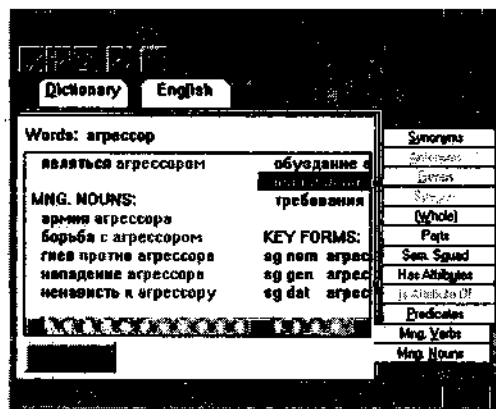 Dictionary English
Words: агрессор
являться агрессором
MNG. NOUNS:
армия агрессора
борьба с агрессором
гнев против агрессора
нападение агрессора
ненависть к агрессору
обуздание а
требования
KEY FORMS:
sg nom агрес
sg gen агрес
sg dat агрес
Synonyms
Antonyms
Genus
(Whole)
Parts
Sem. Squad
Has Attributes
Is Attribute Of
Predicates
Mng. Verbs
Mng. Nouns